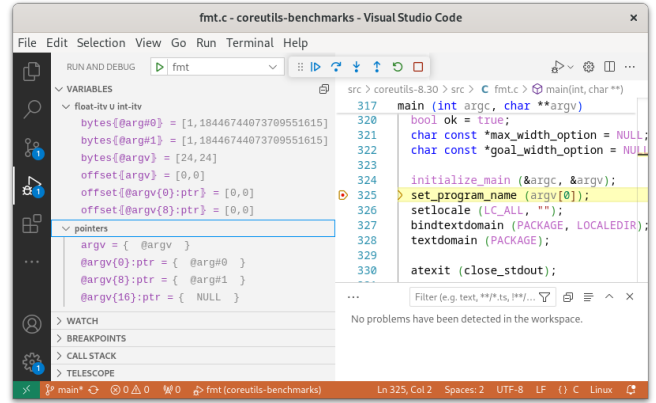 fmt.c - coreutils-benchmarks - Visual Studio Code
File Edit Selection View Go Run Terminal Help
RUN AND DEBUG fmt
VARIABLES
float-itv u int-itv
bytes⟦@arg#0⟧ = [1,18446744073709551615]
bytes⟦@arg#1⟧ = [1,18446744073709551615]
bytes⟦@argv⟧ = [24,24]
offset⟦argv⟧ = [0,0]
offset⟦@argv{0}:ptr⟧ = [0,0]
offset⟦@argv{8}:ptr⟧ = [0,0]
pointers
argv = { @argv }
@argv{0}:ptr = { @arg#0 }
@argv{8}:ptr = { @arg#1 }
@argv{16}:ptr = { NULL }
WATCH
BREAKPOINTS
CALL STACK
TELESCOPE
src > coreutils-8.30 > src > C fmt.c > main(int, char **)
317 main (int argc, char **argv)
320 bool ok = true;
321 char const *max_width_option = NULL;
322 char const *goal_width_option = NULL
323
324 initialize_main (&argc, &argv);
325 set_program_name (argv[0]);
326 setlocale (LC_ALL, "");
327 bindtextdomain (PACKAGE, LOCALEDIR);
328 textdomain (PACKAGE);
329
330 atexit (close_stdout);
Filter (e.g. text, **/*.ts, !**/...
No problems have been detected in the workspace.
1
1
1
main* 0 0 0 fmt (coreutils-benchmarks) Ln 325, Col 2 Spaces: 2 UTF-8 LF {} C Linux